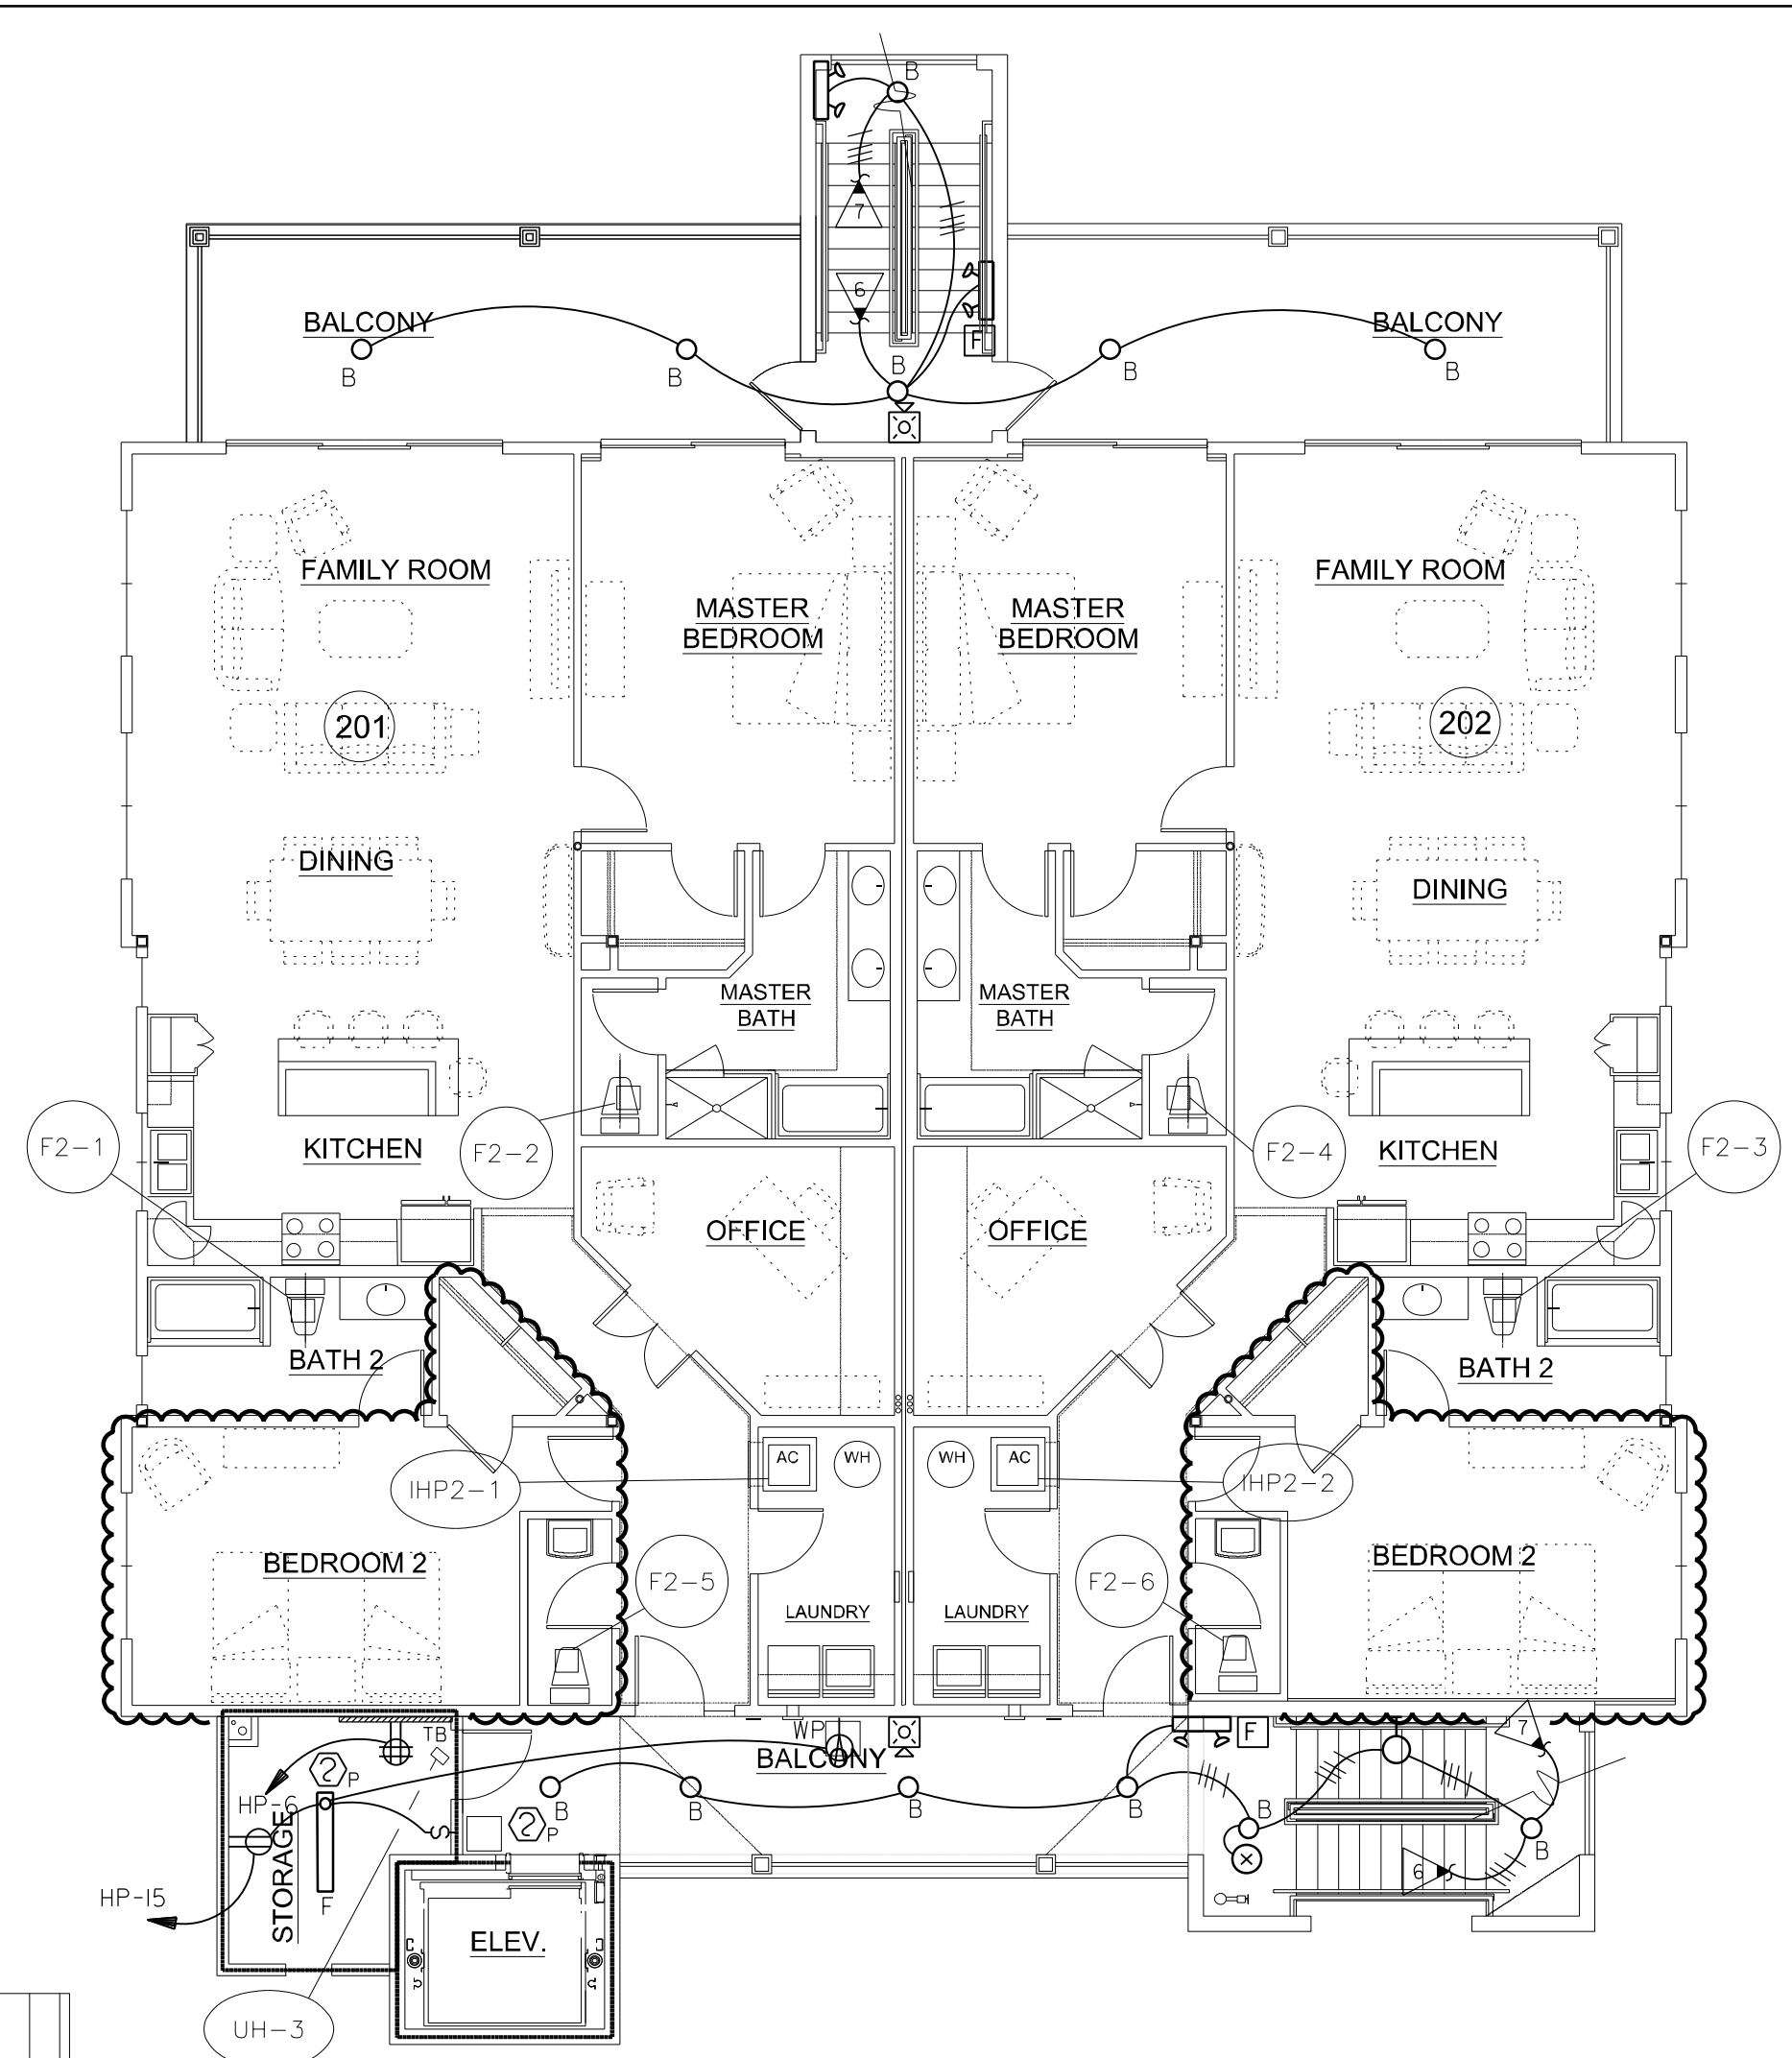 B
7
6
F
BALCONY
BALCONY
B
B
B
B
B
FAMILY ROOM
FAMILY ROOM
MASTER
BEDROOM
MASTER
BEDROOM
201
202
DINING
DINING
MASTER
BATH
MASTER
BATH
F2-1
F2-2
KITCHEN
F2-4
KITCHEN
F2-3
OFFICE
OFFICE
BATH 2
BATH 2
AC
WH
WH
AC
IHP2-1
IHP2-2
BEDROOM 2
BEDROOM 2
F2-5
F2-6
LAUNDRY
LAUNDRY
WP
BALCONY
F
7
TB
P
HP-6
S
P
B
B
B
B
B
B
6
STORAGE
F
HP-15
ELEV.
UH-3